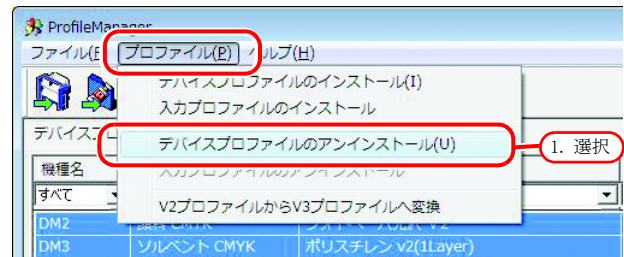 ProfileManager
ファイル(F) プロファイル(P) ヘルプ(H)
デバイスプロファイルのインストール(I)
入力プロファイルのインストール
デバイスプロファイルのアンインストール(U)
1. 選択
入力プロファイルのアンインストール
機種名
すべて
V2プロファイルからV3プロファイルへ変換
DM2
DM3 ソルベント CMYK ポリスチレン v2(1Layer)